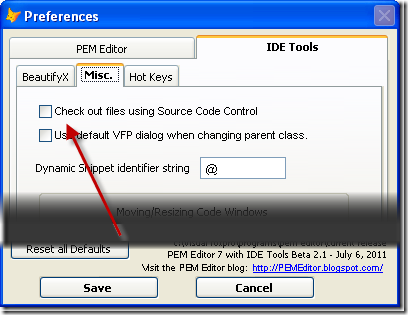 Preferences
PEM Editor
IDE Tools
BeautifyX
Misc.
Hot Keys
Check out files using Source Code Control
default VFP dialog when changing parent class.
Dynamic Snippet identifier string
@
Moving/Resizing Code Windows
Reset all Defaults
PEM Editor 7 with IDE Tools Beta 2.1 - July 6, 2011
Visit the PEM Editor blog: http://PEMEditor.blogspot.com/
Save
Cancel